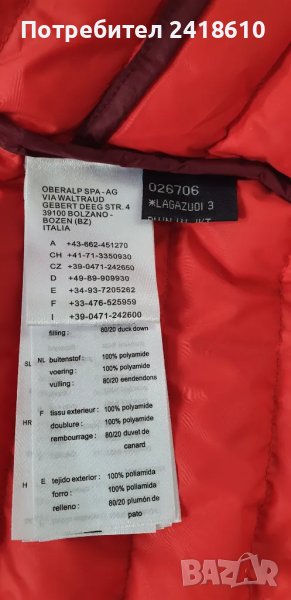 Потребител 2418610
OBERALP SPA-AG
VIA WALTRAUD
GEBERT DEEG STR. 4
39100 BOLZANO -
BOZEN (BZ)
ITALIA
A +43-662-451270
CH +41-71-3350930
CZ +39-0471-242650
D +49-89-909930
E +34-93-7205262
F +33-476-525959
I +39-0471-242600
026706
*LAGAZUOI 3
filling : 80/20 duck down
SL NL buitenstof : 100% polyamide
voering : 100% polyamide
vulling : 80/20 eendendons
HR F tissu exterieur : 100% polyamide
doublure : 100% polyamide
rembourrage : 80/20 duvet de
canard
H E tejido exterior : 100% poliamida
forro : 100% poliamida
relleno : 80/20 plumón de
pato
BAZAR